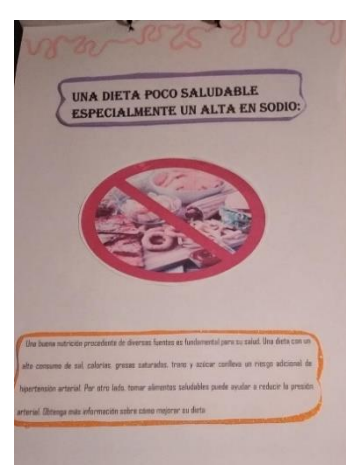 UNA DIETA POCO SALUDABLE
ESPECIALMENTE UN ALTA EN SODIO:
Una buena nutrición procedente de diversas fuentes es fundamental para su salud. Una dieta con un
alto consumo de sal, calorías, grasas saturadas, trans y azúcar conlleva un riesgo adicional de
hipertensión arterial. Por otro lado, tomar alimentos saludables puede ayudar a reducir la presión
arterial. Obtenga más información sobre cómo mejorar su dieta